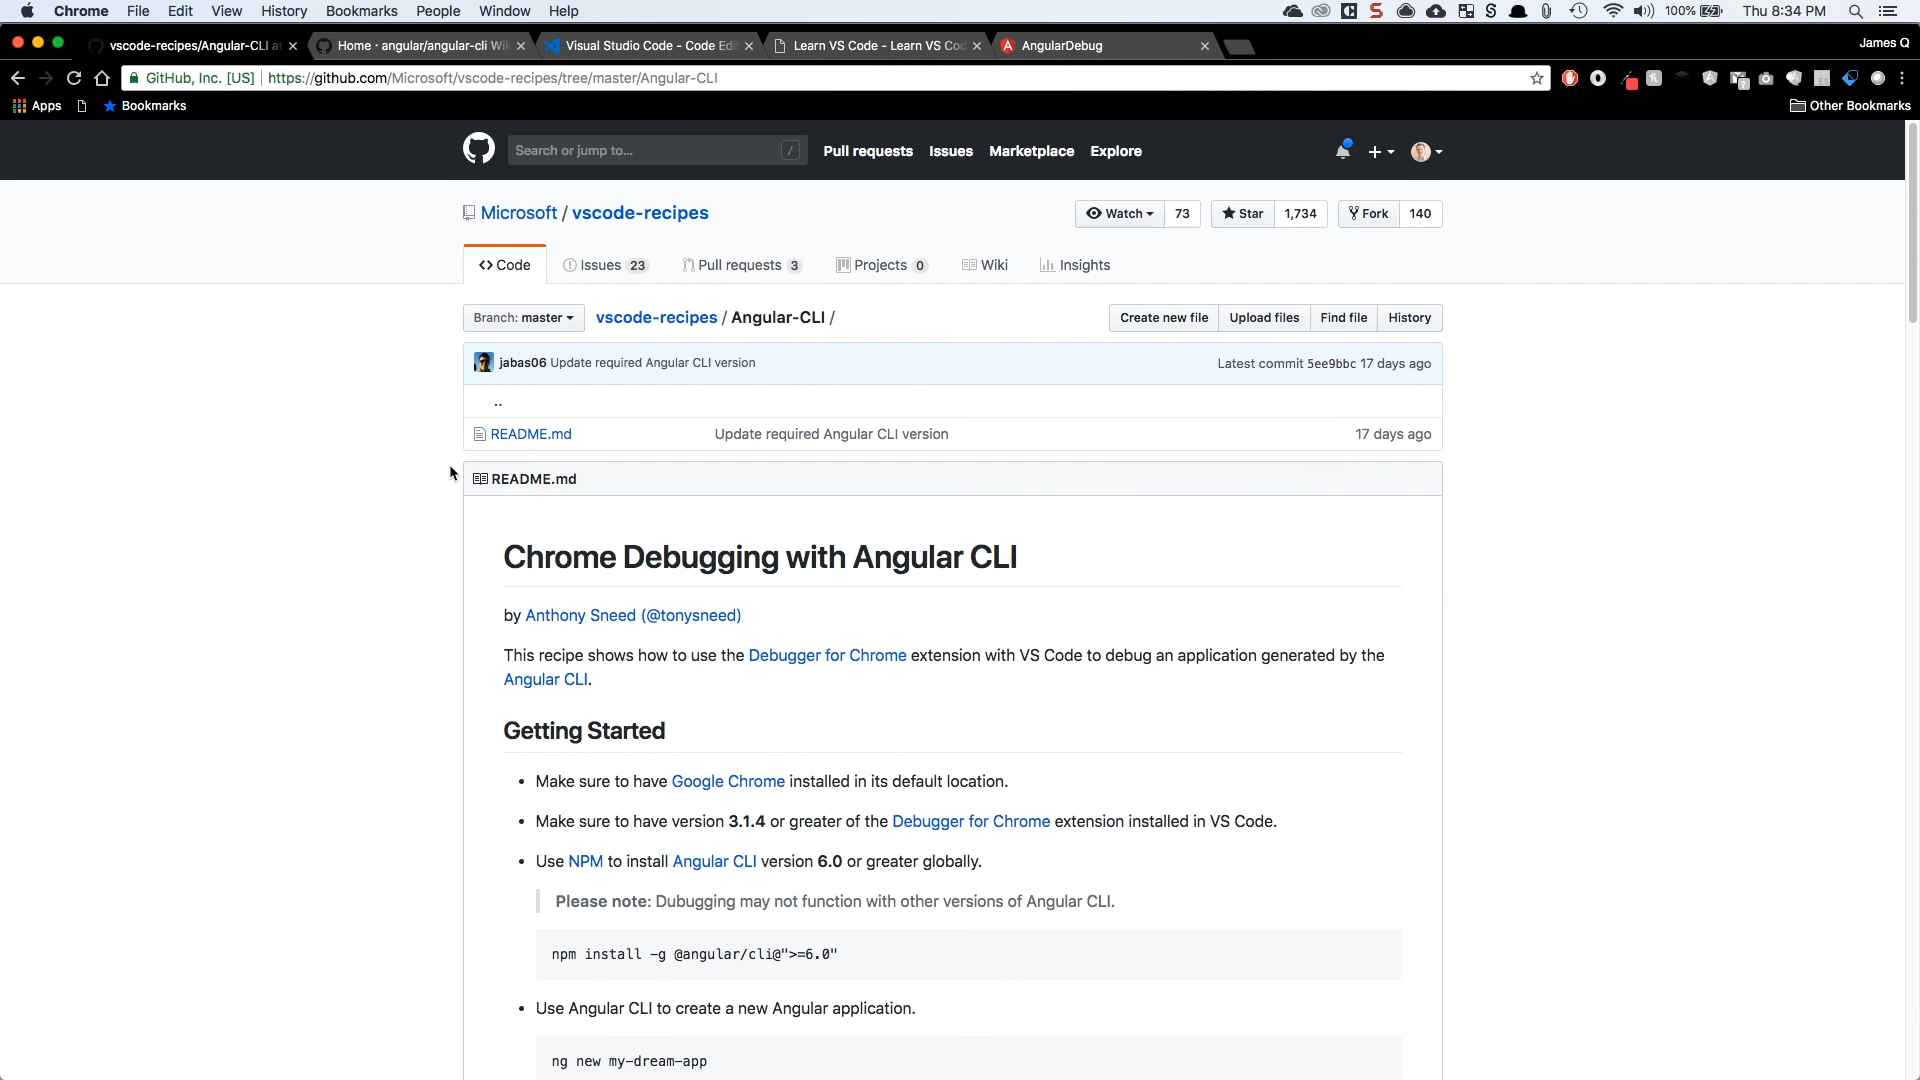 Chrome File Edit View History Bookmarks People Window Help 100% Thu 8:34 PM
vscode-recipes/Angular-CLI at Home · angular/angular-cli Wik Visual Studio Code - Code Edit Learn VS Code - Learn VS Cod AngularDebug James Q
GitHub, Inc. [US] https://github.com/Microsoft/vscode-recipes/tree/master/Angular-CLI
Apps Bookmarks Other Bookmarks
Search or jump to... / Pull requests Issues Marketplace Explore
Microsoft / vscode-recipes Watch 73 Star 1,734 Fork 140
Code Issues 23 Pull requests 3 Projects 0 Wiki Insights
Branch: master vscode-recipes / Angular-CLI / Create new file Upload files Find file History
jabas06 Update required Angular CLI version Latest commit 5ee9bbc 17 days ago
..
README.md Update required Angular CLI version 17 days ago
README.md
Chrome Debugging with Angular CLI
by Anthony Sneed (@tonysneed)
This recipe shows how to use the Debugger for Chrome extension with VS Code to debug an application generated by the
Angular CLI.
Getting Started
• Make sure to have Google Chrome installed in its default location.
• Make sure to have version 3.1.4 or greater of the Debugger for Chrome extension installed in VS Code.
• Use NPM to install Angular CLI version 6.0 or greater globally.
Please note: Dubugging may not function with other versions of Angular CLI.
npm install -g @angular/cli@">=6.0"
• Use Angular CLI to create a new Angular application.
ng new my-dream-app